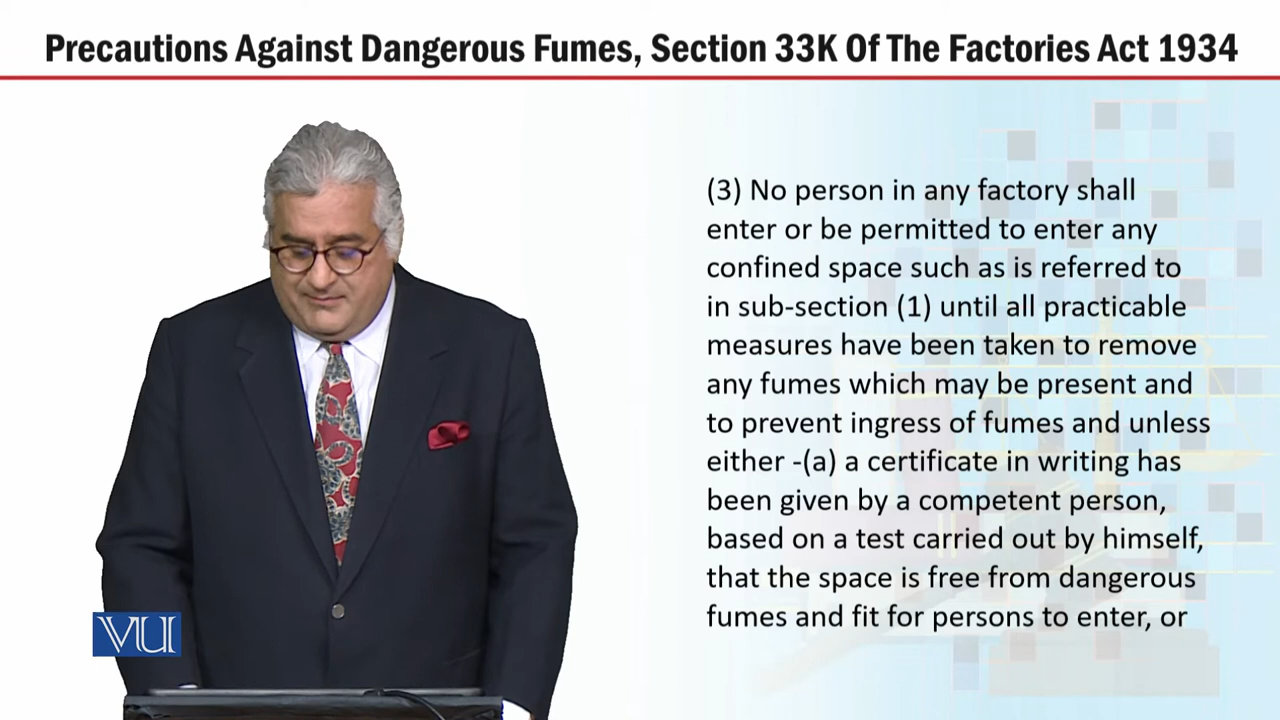 Precautions Against Dangerous Fumes, Section 33K Of The Factories Act 1934
(3) No person in any factory shall
enter or be permitted to enter any
confined space such as is referred to
in sub-section (1) until all practicable
measures have been taken to remove
any fumes which may be present and
to prevent ingress of fumes and unless
either -(a) a certificate in writing has
been given by a competent person,
based on a test carried out by himself,
that the space is free from dangerous
fumes and fit for persons to enter, or
VU